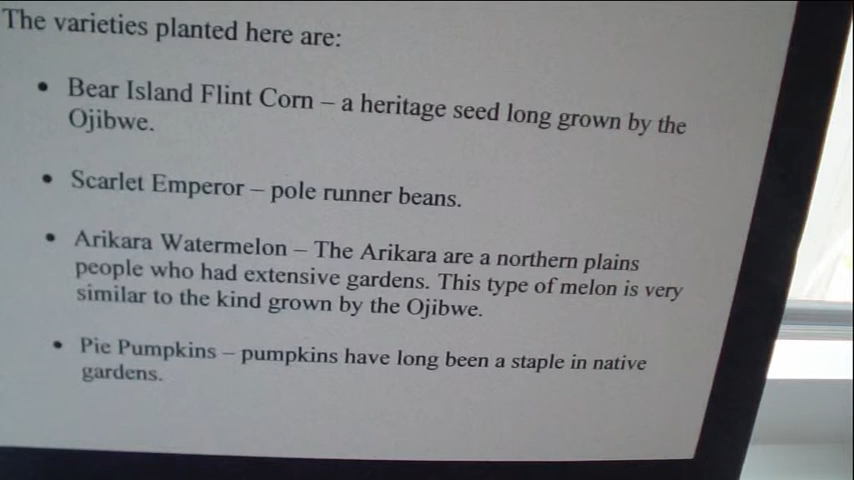 The varieties planted here are:
• Bear Island Flint Corn – a heritage seed long grown by the
Ojibwe.
• Scarlet Emperor – pole runner beans.
• Arikara Watermelon – The Arikara are a northern plains
people who had extensive gardens. This type of melon is very
similar to the kind grown by the Ojibwe.
• Pie Pumpkins – pumpkins have long been a staple in native
gardens.